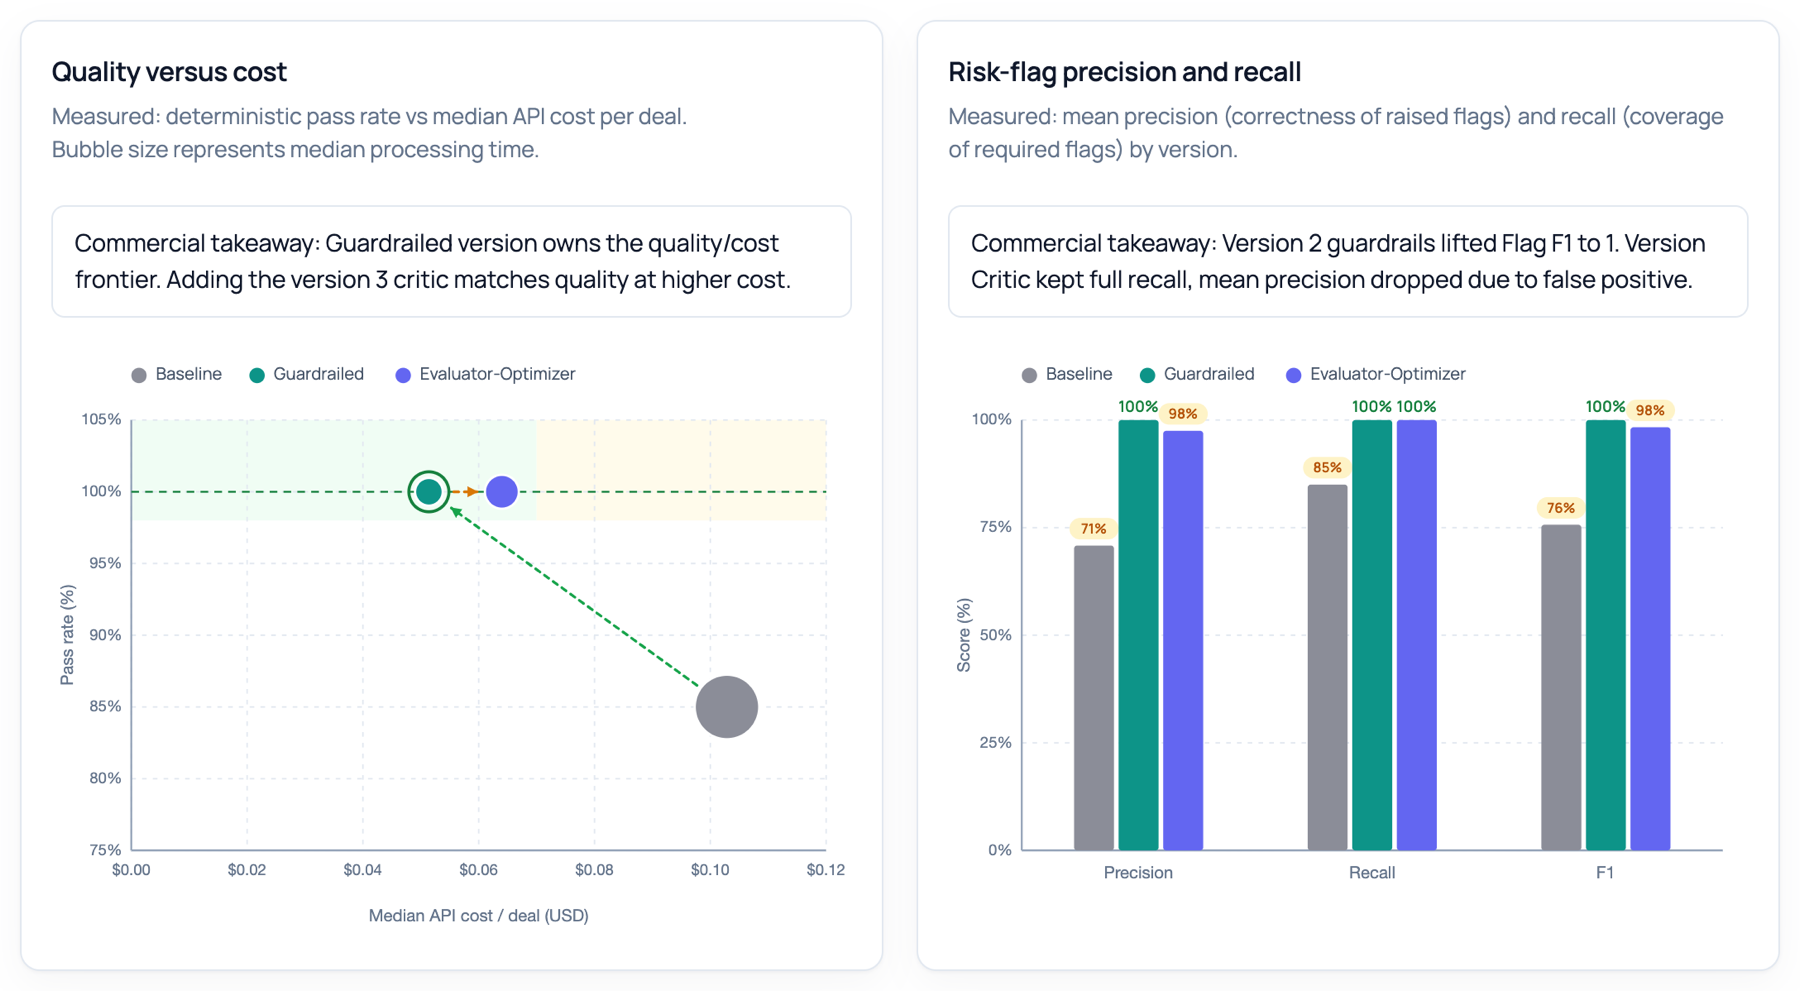 Quality versus cost
Measured: deterministic pass rate vs median API cost per deal.
Bubble size represents median processing time.
Commercial takeaway: Guardrailed version owns the quality/cost
frontier. Adding the version 3 critic matches quality at higher cost.
Baseline
Guardrailed
Evaluator-Optimizer
105%
100%
95%
90%
85%
80%
75%
Pass rate (%)
$0.00
$0.02
$0.04
$0.06
$0.08
$0.10
$0.12
Median API cost / deal (USD)
Risk-flag precision and recall
Measured: mean precision (correctness of raised flags) and recall (coverage
of required flags) by version.
Commercial takeaway: Version 2 guardrails lifted Flag F1 to 1. Version
Critic kept full recall, mean precision dropped due to false positive.
Baseline
Guardrailed
Evaluator-Optimizer
100%
75%
50%
25%
0%
Score (%)
71%
100%
98%
85%
100%
100%
76%
100%
98%
Precision
Recall
F1